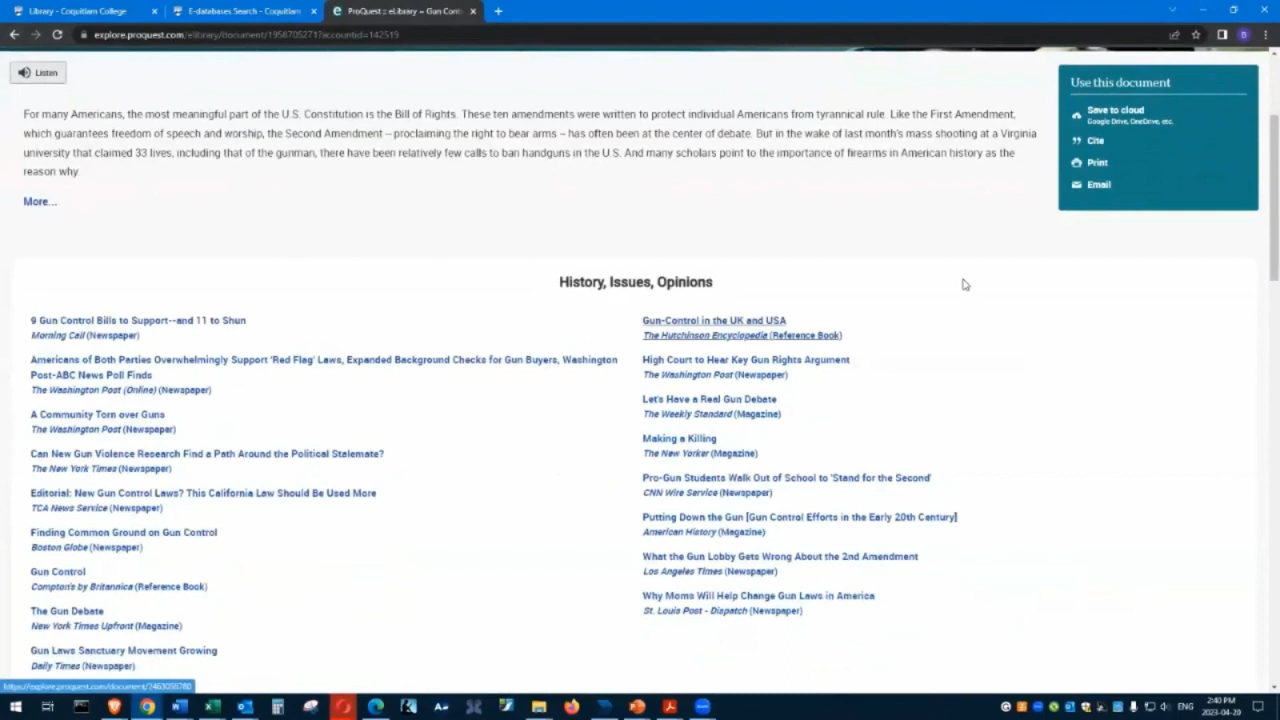 Library - Coquitlam College
E-databases Search - Coquitlam
ProQuest :: eLibrary – Gun Cont
explore.proquest.com/elibrary/document/1958705271?accountid=142519
Listen
For many Americans, the most meaningful part of the U.S. Constitution is the Bill of Rights. These ten amendments were written to protect individual Americans from tyrannical rule. Like the First Amendment,
which guarantees freedom of speech and worship, the Second Amendment – proclaiming the right to bear arms – has often been at the center of debate. But in the wake of last month's mass shooting at a Virginia
university that claimed 33 lives, including that of the gunman, there have been relatively few calls to ban handguns in the U.S. And many scholars point to the importance of firearms in American history as the
reason why.
More...
Use this document
Save to cloud
Google Drive, OneDrive, etc.
Cite
Print
Email
History, Issues, Opinions
9 Gun Control Bills to Support--and 11 to Shun
Morning Call (Newspaper)
Americans of Both Parties Overwhelmingly Support 'Red Flag' Laws, Expanded Background Checks for Gun Buyers, Washington
Post-ABC News Poll Finds
The Washington Post (Online) (Newspaper)
A Community Torn over Guns
The Washington Post (Newspaper)
Can New Gun Violence Research Find a Path Around the Political Stalemate?
The New York Times (Newspaper)
Editorial: New Gun Control Laws? This California Law Should Be Used More
TCA News Service (Newspaper)
Finding Common Ground on Gun Control
Boston Globe (Newspaper)
Gun Control
Compton's by Britannica (Reference Book)
The Gun Debate
New York Times Upfront (Magazine)
Gun Laws Sanctuary Movement Growing
Daily Times (Newspaper)
Gun-Control in the UK and USA
The Hutchinson Encyclopedia (Reference Book)
High Court to Hear Key Gun Rights Argument
The Washington Post (Newspaper)
Let's Have a Real Gun Debate
The Weekly Standard (Magazine)
Making a Killing
The New Yorker (Magazine)
Pro-Gun Students Walk Out of School to 'Stand for the Second'
CNN Wire Service (Newspaper)
Putting Down the Gun [Gun Control Efforts in the Early 20th Century]
American History (Magazine)
What the Gun Lobby Gets Wrong About the 2nd Amendment
Los Angeles Times (Newspaper)
Why Moms Will Help Change Gun Laws in America
St. Louis Post - Dispatch (Newspaper)
ENG
2:40 PM
2023-04-20